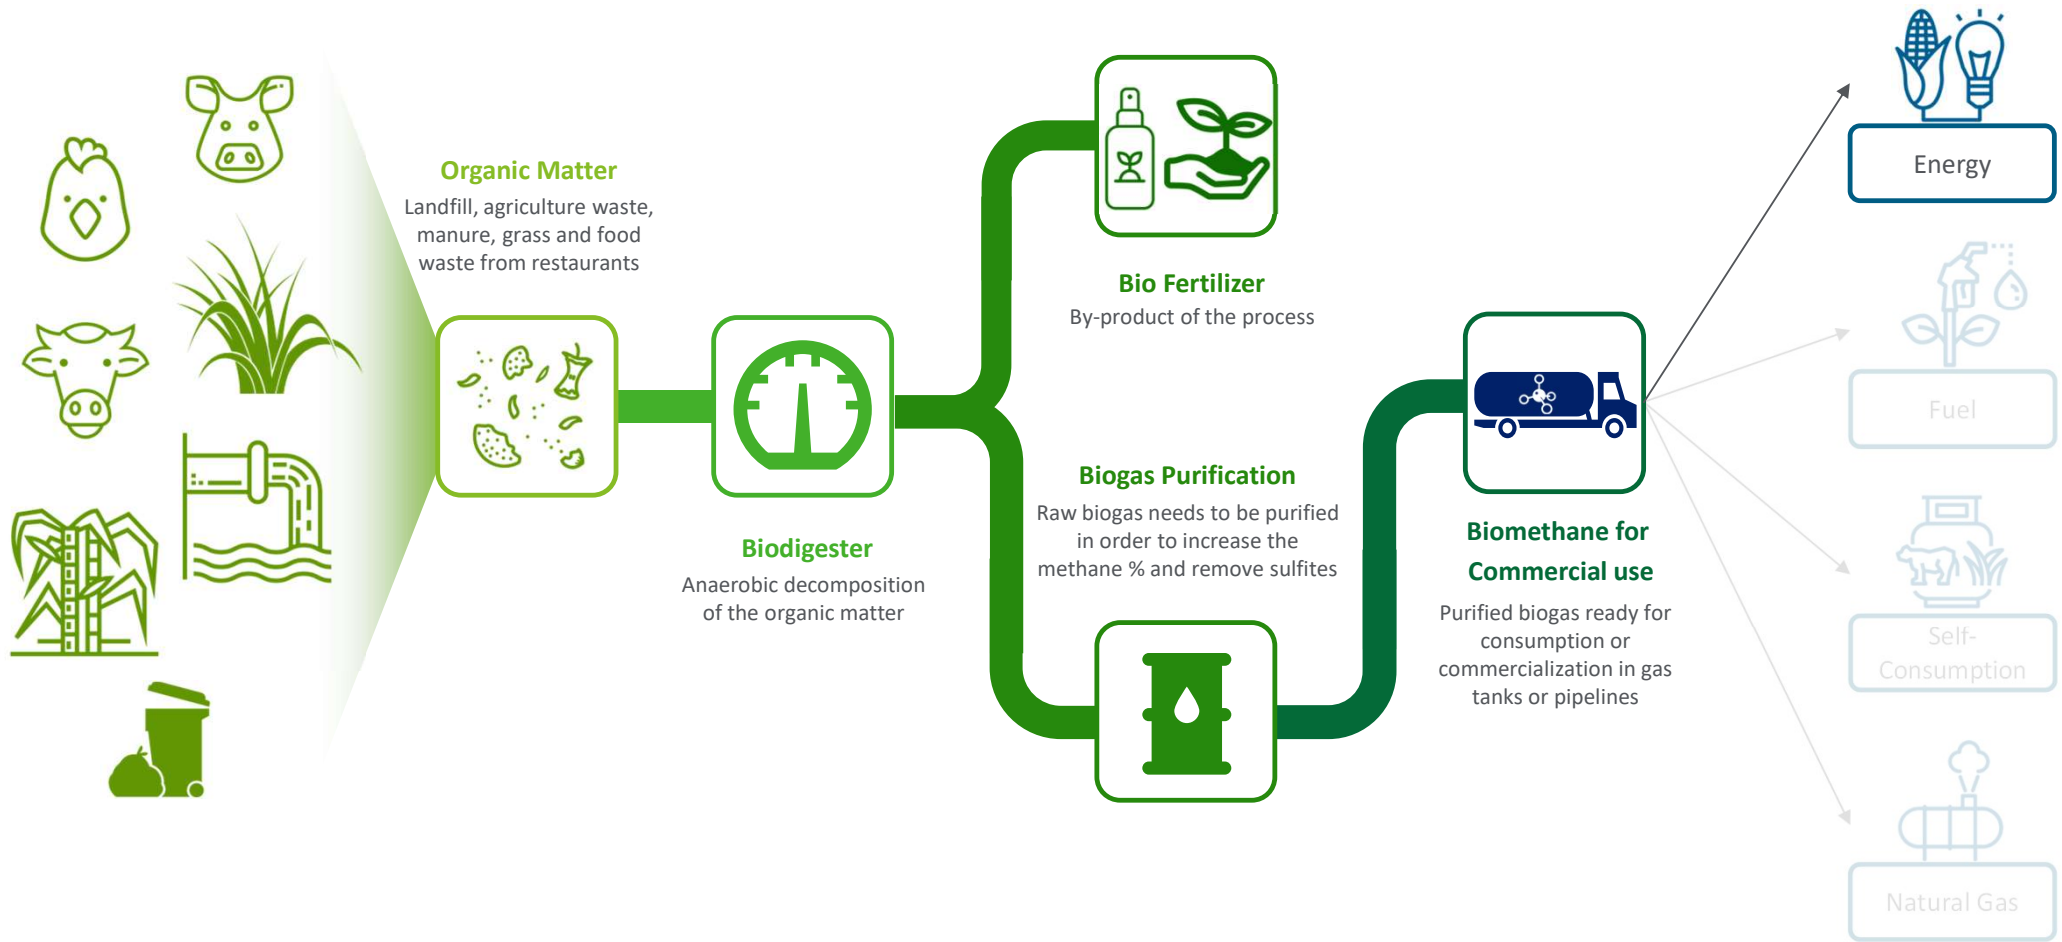 Organic Matter
Landfill, agriculture waste,
manure, grass and food
waste from restaurants
Biodigester
Anaerobic decomposition
of the organic matter
Bio Fertilizer
By-product of the process
Biogas Purification
Raw biogas needs to be purified
in order to increase the
methane % and remove sulfites
Biomethane for
Commercial use
Purified biogas ready for
consumption or
commercialization in gas
tanks or pipelines
Energy
Fuel
Self-
Consumption
Natural Gas